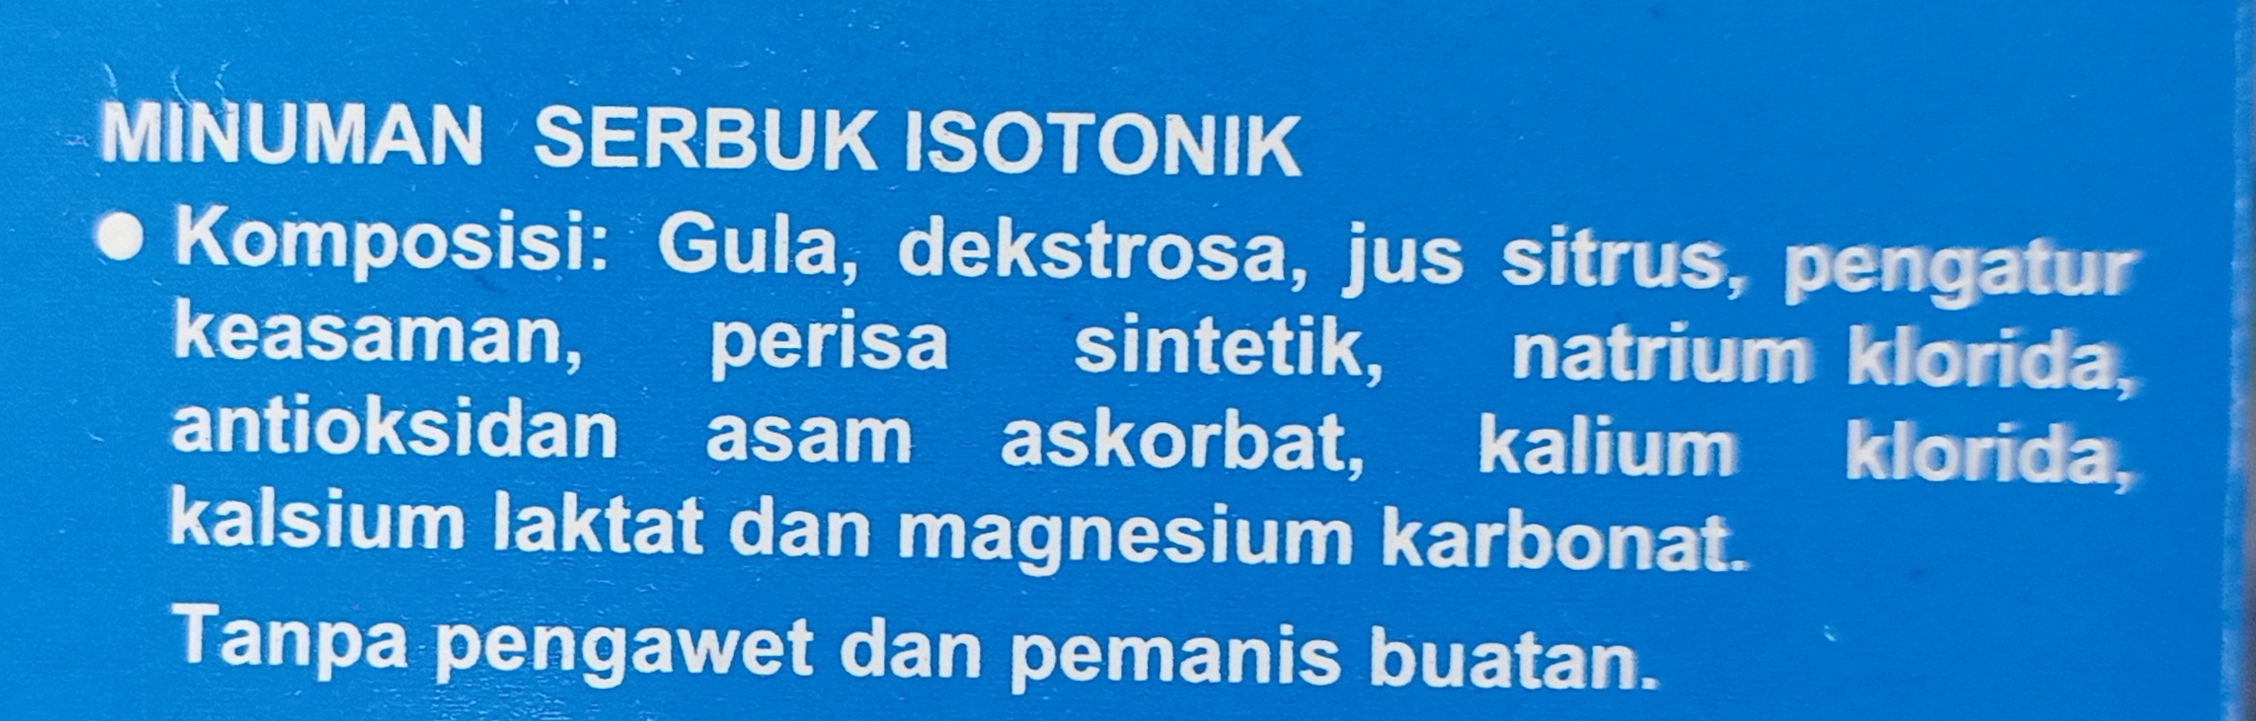 MINUMAN SERBUK ISOTONIK
● Komposisi: Gula, dekstrosa, jus sitrus, pengatur
keasaman, perisa sintetik, natrium klorida,
antioksidan asam askorbat, kalium klorida,
kalsium laktat dan magnesium karbonat.
Tanpa pengawet dan pemanis buatan.